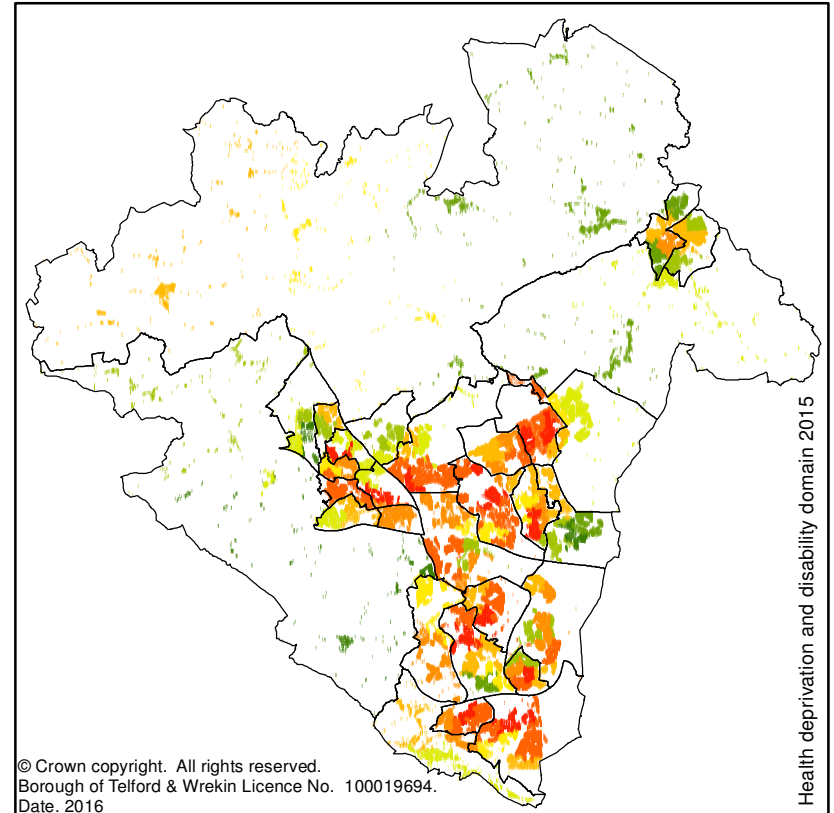 Health deprivation and disability domain 2015
© Crown copyright.  All rights reserved.
Borough of Telford & Wrekin Licence No.  100019694.
Date. 2016